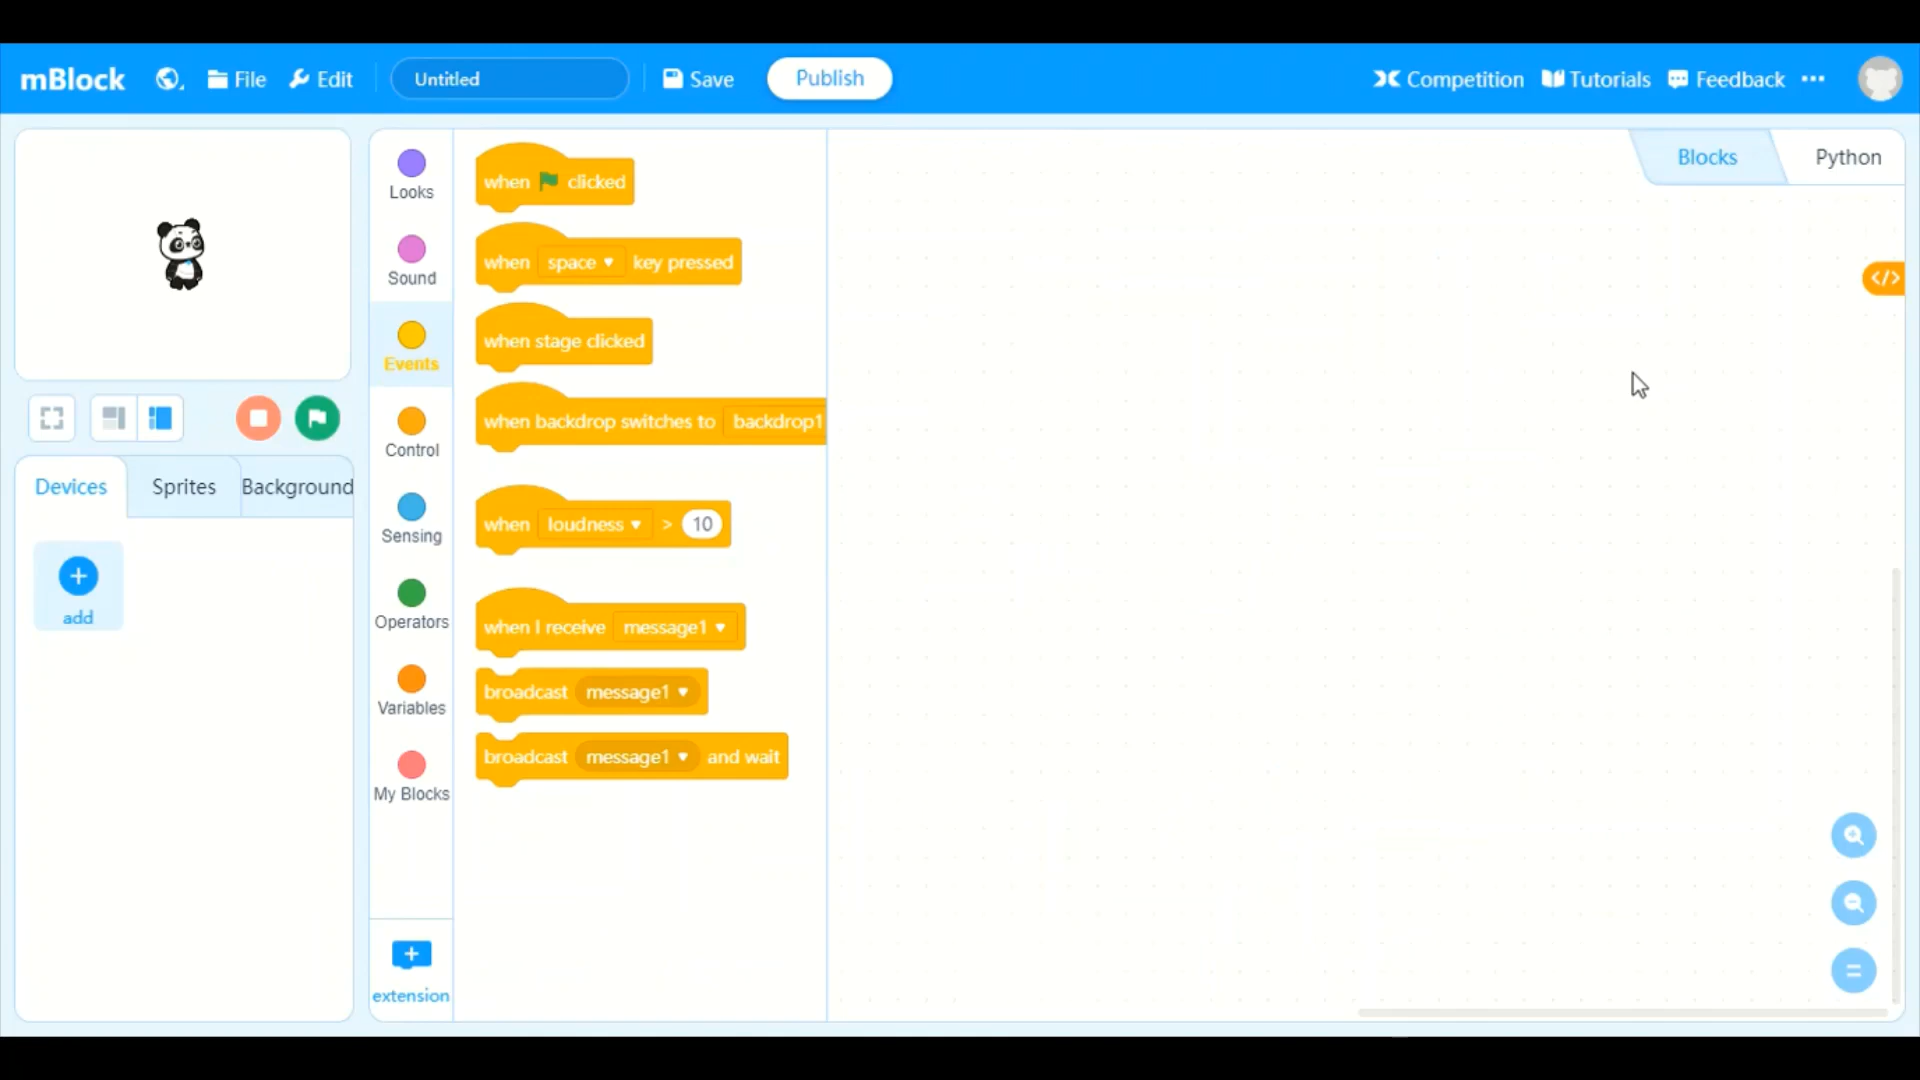 mBlock File Edit Untitled Save Publish Competition Tutorials Feedback
Blocks Python
Looks
Sound
Events
Control
Sensing
Operators
Variables
My Blocks
extension
when clicked
when space key pressed
when stage clicked
when backdrop switches to backdrop1
when loudness > 10
when I receive message1
broadcast message1
broadcast message1 and wait
Devices Sprites Background
add